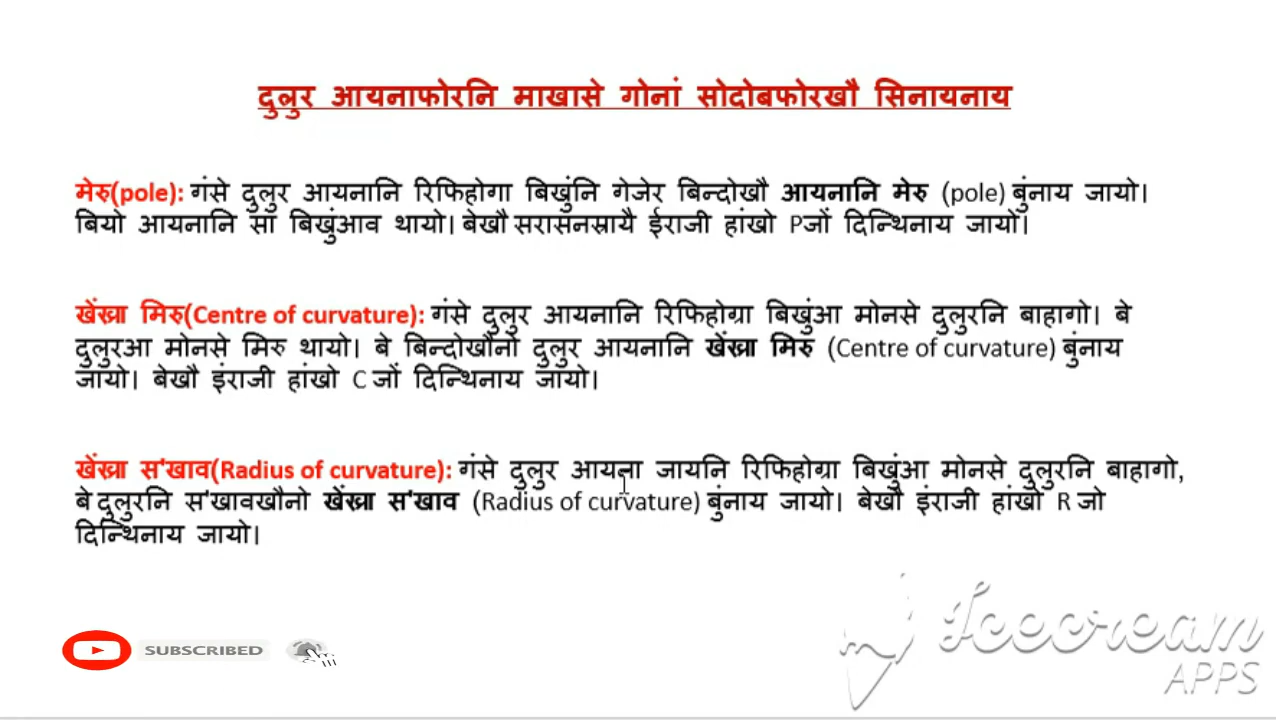 दुलुर आयनाफोरनि माखासे गोनां सोदोबफोरखौ सिनायनाय
मेरु(pole): गंसे दुलुर आयनानि रिफिहोगा बिखुंनि गेजेर बिन्दोखौ आयनानि मेरु (pole) बुंनाय जायो।
बियो आयनानि सा बिखुंआव थायो। बेखौ सरासनस्रायै ईराजी हांखो Pजों दिन्थिनाय जायो।
खेंख्रा मिरु(Centre of curvature): गंसे दुलुर आयनानि रिफिहोग्रा बिखुंआ मोनसे दुलुरनि बाहागो। बे
दुलुरआ मोनसे मिरु थायो। बे बिन्दोखौनो दुलुर आयनानि खेंख्रा मिरु (Centre of curvature) बुंनाय
जायो। बेखौ इंराजी हांखो C जों दिन्थिनाय जायो।
खेंख्रा स'खाव(Radius of curvature): गंसे दुलुर आयना जायनि रिफिहोग्रा बिखुंआ मोनसे दुलुरनि बाहागो,
बे दुलुरनि स'खावखौनो खेंख्रा स'खाव (Radius of curvature) बुंनाय जायो। बेखौ इंराजी हांखो R जो
दिन्थिनाय जायो।
SUBSCRIBED
Icecream
APPS